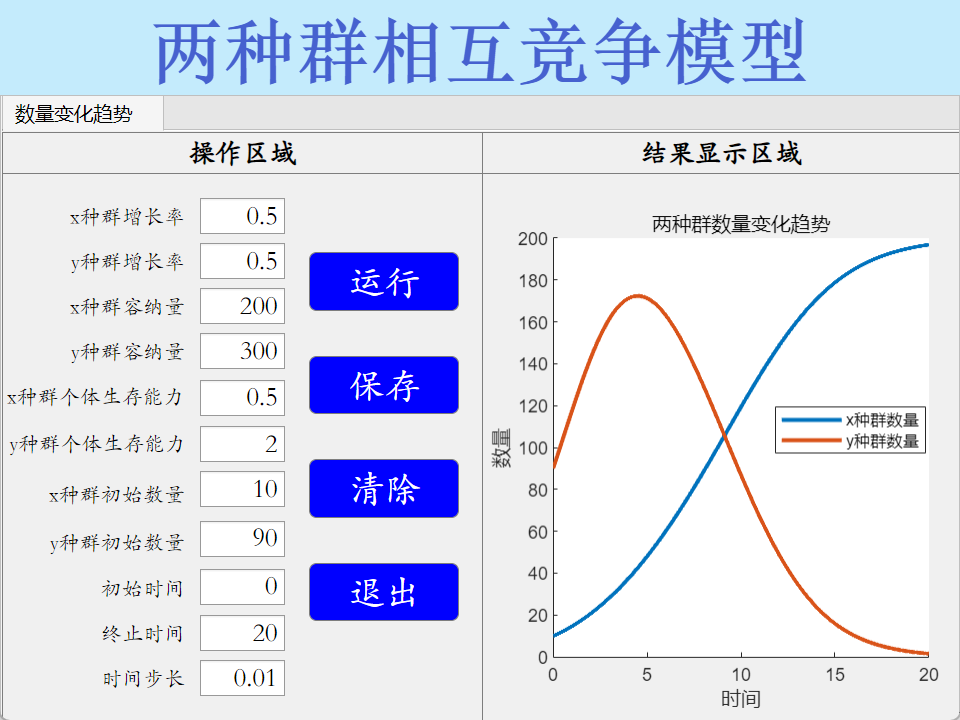 两种群相互竞争模型
数量变化趋势
操作区域
x种群增长率 0.5
y种群增长率 0.5
x种群容纳量 200
y种群容纳量 300
x种群个体生存能力 0.5
y种群个体生存能力 2
x种群初始数量 10
y种群初始数量 90
初始时间 0
终止时间 20
时间步长 0.01
运行
保存
清除
退出
结果显示区域
两种群数量变化趋势
200
180
160
140
120
100
80
60
40
20
0
数量
x种群数量
y种群数量
0 5 10 15 20
时间